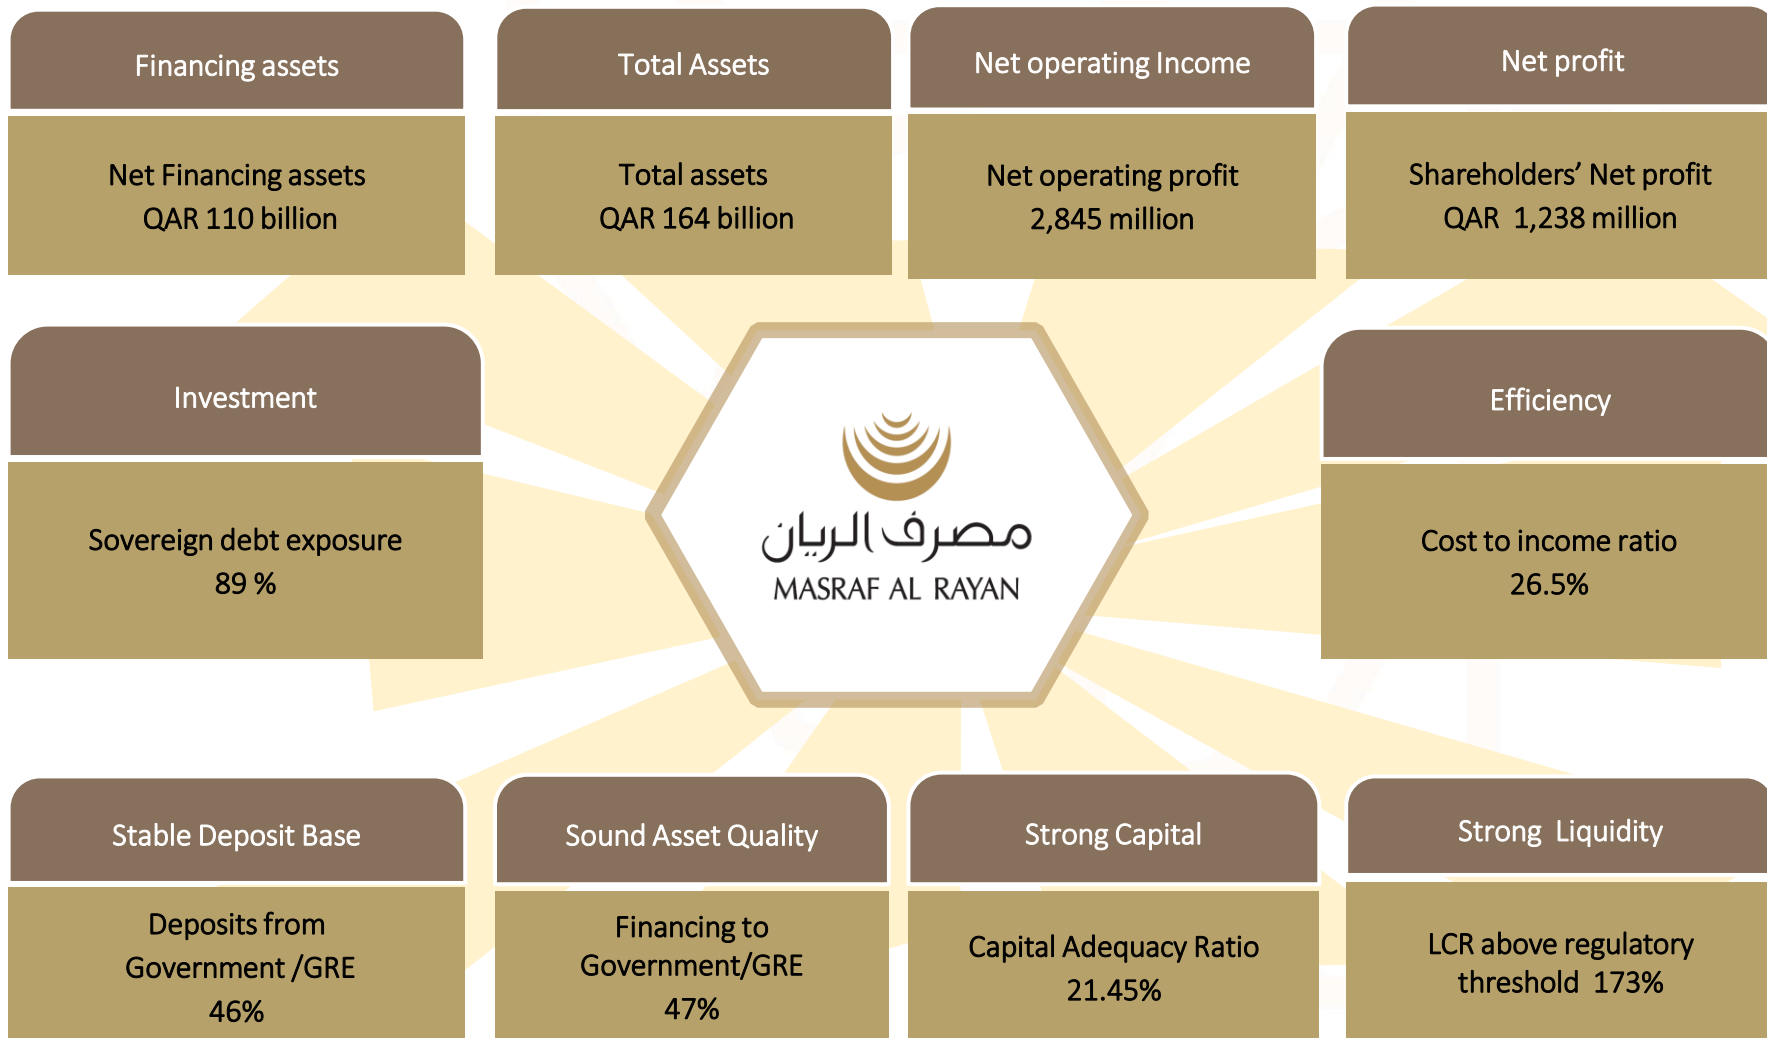 Financing assets
Net Financing assets
QAR 110 billion
Total Assets
Total assets
QAR 164 billion
Net operating Income
Net operating profit
2,845 million
Net profit
Shareholders’ Net profit
QAR 1,238 million
Investment
Sovereign debt exposure
89 %
مصرف الريان
MASRAF AL RAYAN
Efficiency
Cost to income ratio
26.5%
Stable Deposit Base
Deposits from
Government /GRE
46%
Sound Asset Quality
Financing to
Government/GRE
47%
Strong Capital
Capital Adequacy Ratio
21.45%
Strong Liquidity
LCR above regulatory
threshold 173%